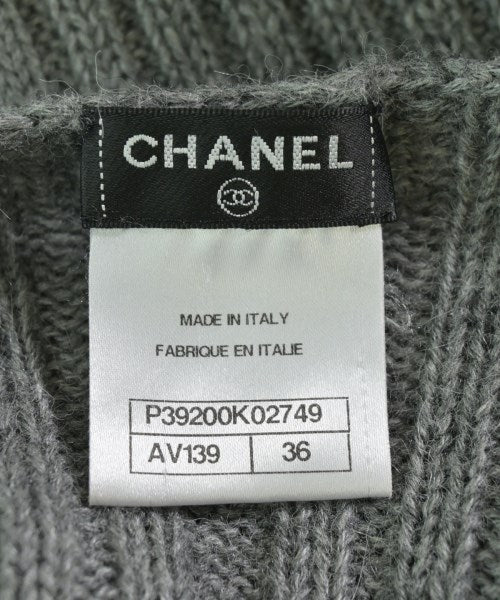 CHANEL
MADE IN ITALY
FABRIQUE EN ITALIE
P39200K02749
AV139 36